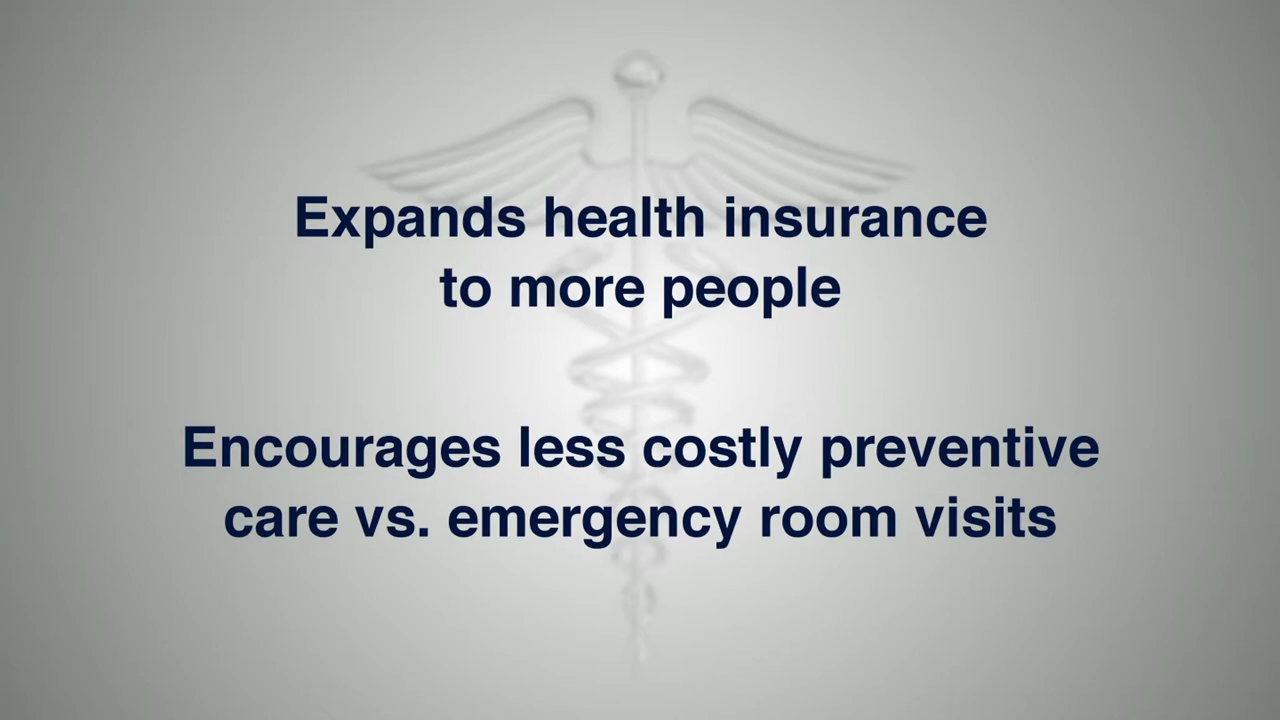 Expands health insurance
to more people
Encourages less costly preventive
care vs. emergency room visits